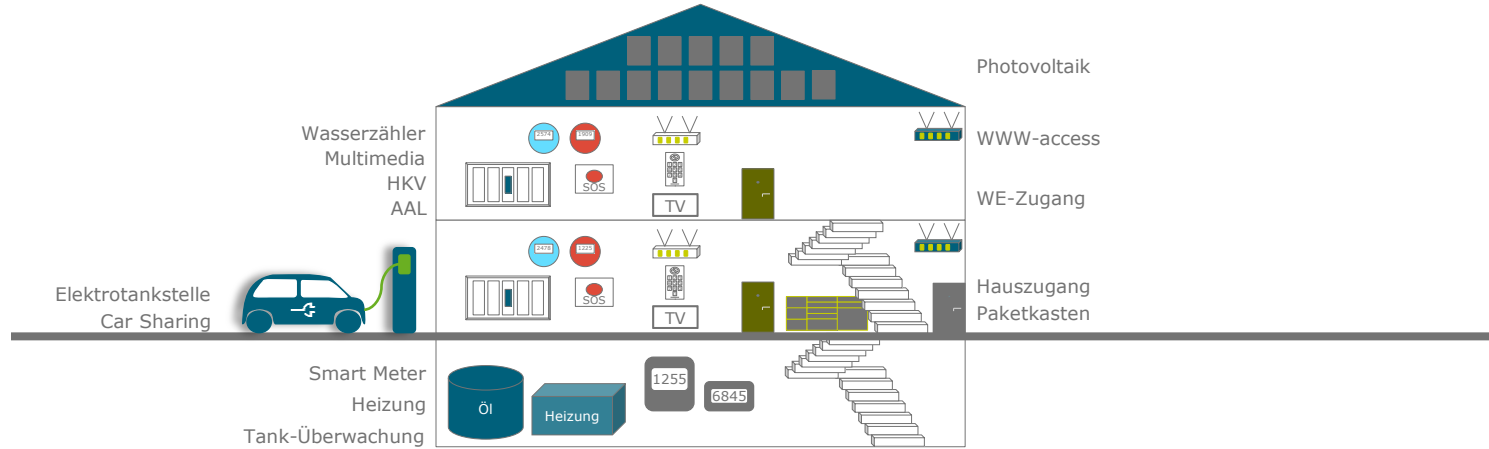 Photovoltaik
Wasserzähler
Multimedia
HKV
AAL
2574
1909
SOS
TV
WWW-access
WE-Zugang
Elektrotankstelle
Car Sharing
2478
1225
SOS
TV
Hauszugang
Paketkasten
Smart Meter
Heizung
Tank-Überwachung
Öl
Heizung
1255
6845